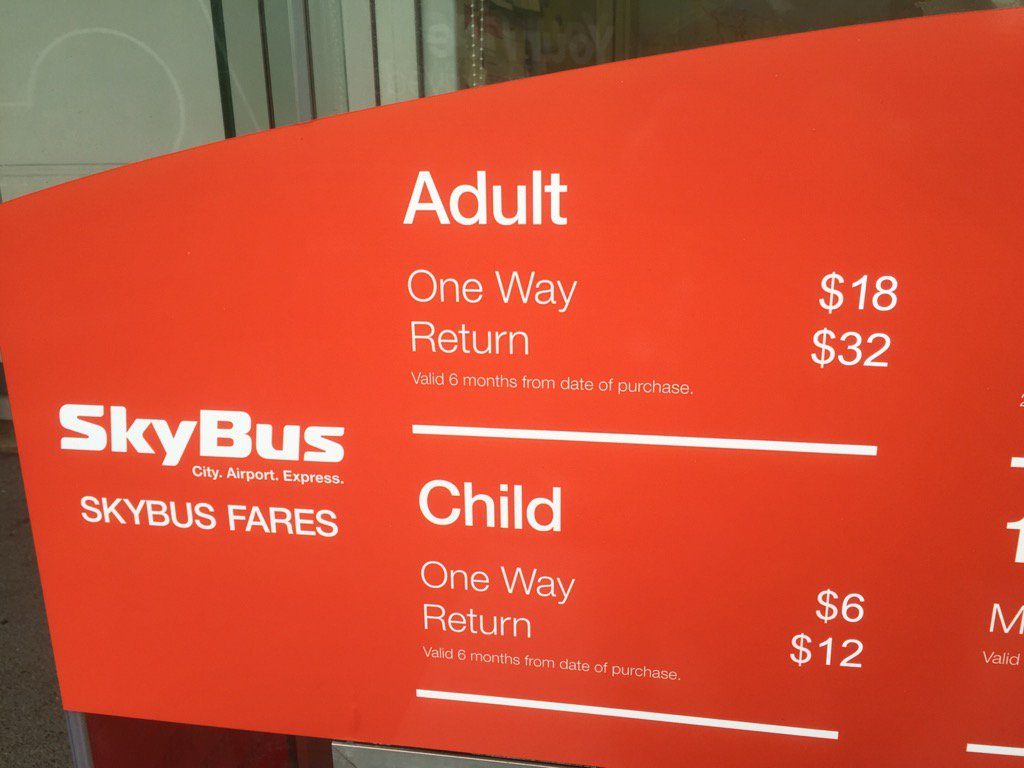 SkyBus
City. Airport. Express.
SKYBUS FARES
Adult
One Way $18
Return $32
Valid 6 months from date of purchase.
Child
One Way $6
Return $12
Valid 6 months from date of purchase.
Valid